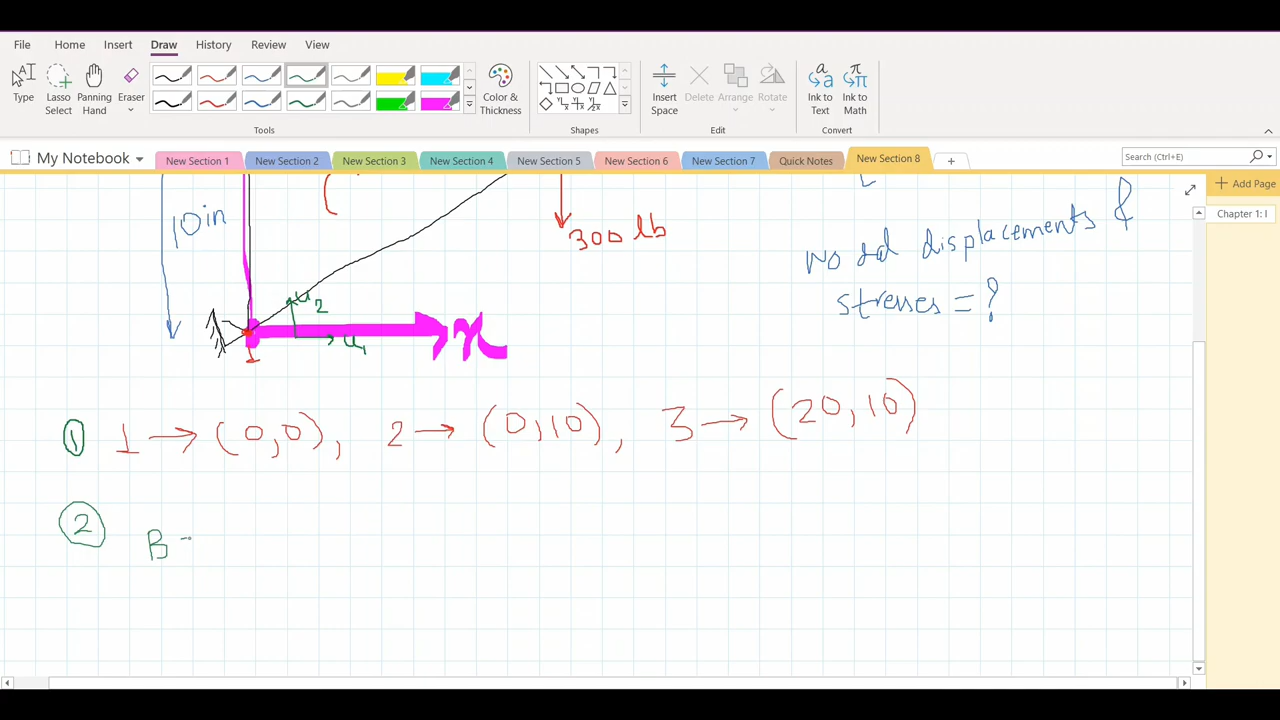 File Home Insert Draw History Review View
Type Lasso Select Panning Hand Eraser Color & Thickness Insert Space Delete Arrange Rotate Ink to Text Ink to Math
Tools Shapes Edit Convert
My Notebook New Section 1 New Section 2 New Section 3 New Section 4 New Section 5 New Section 6 New Section 7 Quick Notes New Section 8 Search (Ctrl+E)
Add Page
Chapter 1: I
10in
300 lb
Nodal displacements &
stresses = ?
u2
u1
x
1
① 1 → (0,0), 2 → (0,10), 3 → (20,10)
② B -